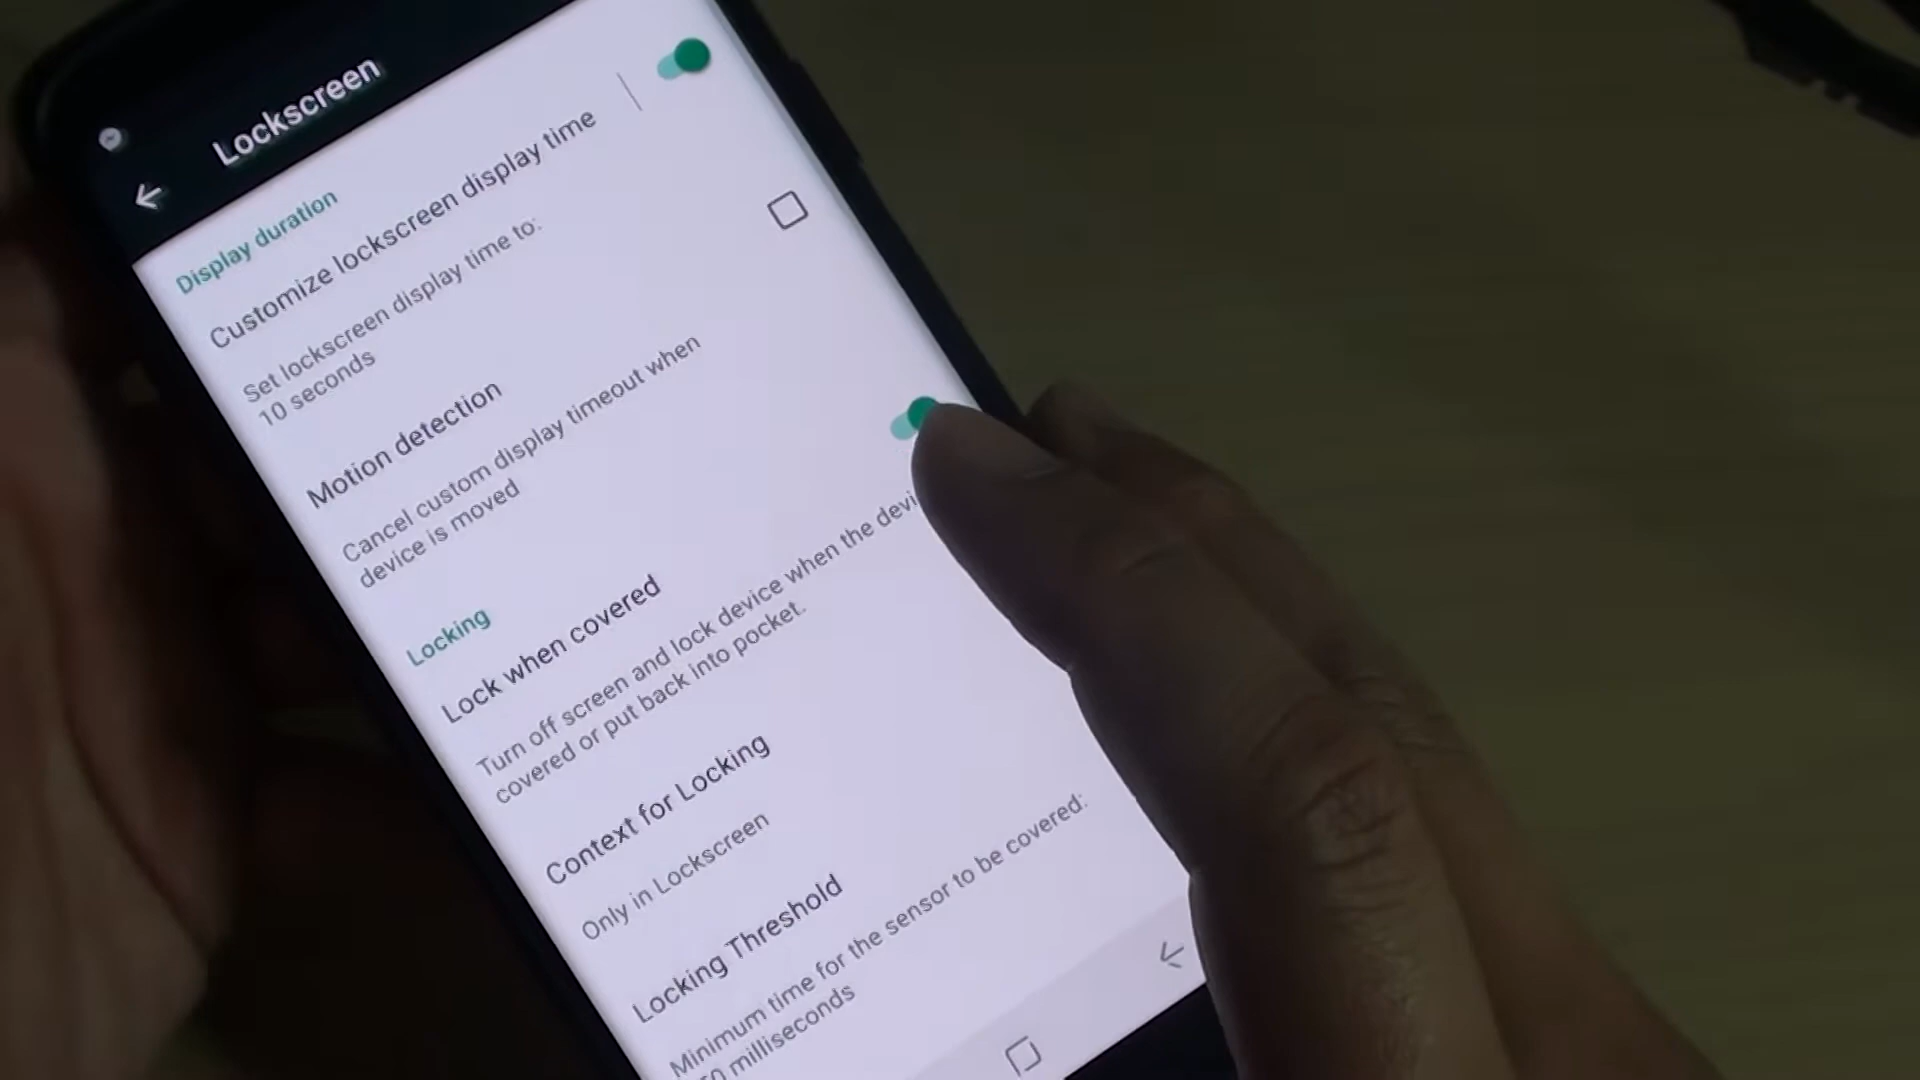 Lockscreen
Display duration
Customize lockscreen display time
Set lockscreen display time to:
10 seconds
Motion detection
Cancel custom display timeout when
device is moved
Locking
Lock when covered
Turn off screen and lock device when the devi
covered or put back into pocket.
Context for Locking
Only in Lockscreen
Locking Threshold
Minimum time for the sensor to be covered:
milliseconds